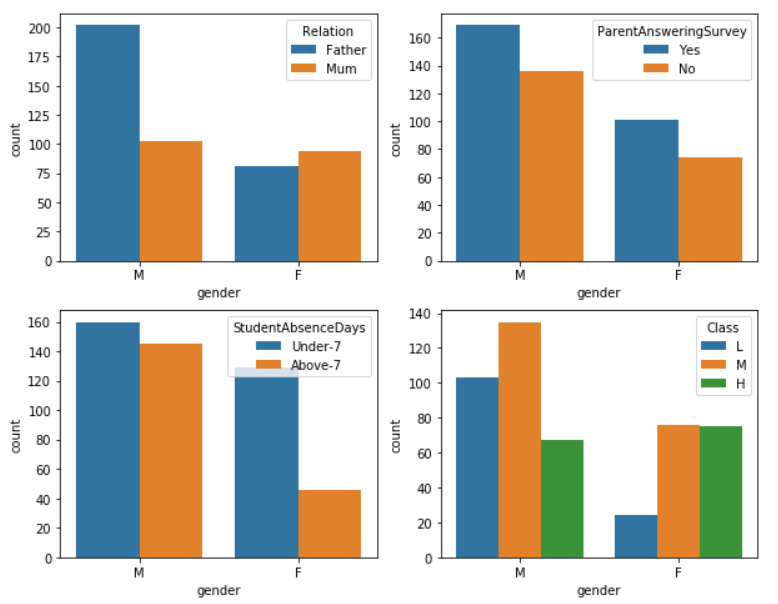 200
175
150
125
100
75
50
25
0
count
Relation
Father
Mum
M F
gender
160
140
120
100
80
60
40
20
0
count
ParentAnsweringSurvey
Yes
No
M F
gender
160
140
120
100
80
60
40
20
0
count
StudentAbsenceDays
Under-7
Above-7
M F
gender
140
120
100
80
60
40
20
0
count
Class
L
M
H
M F
gender